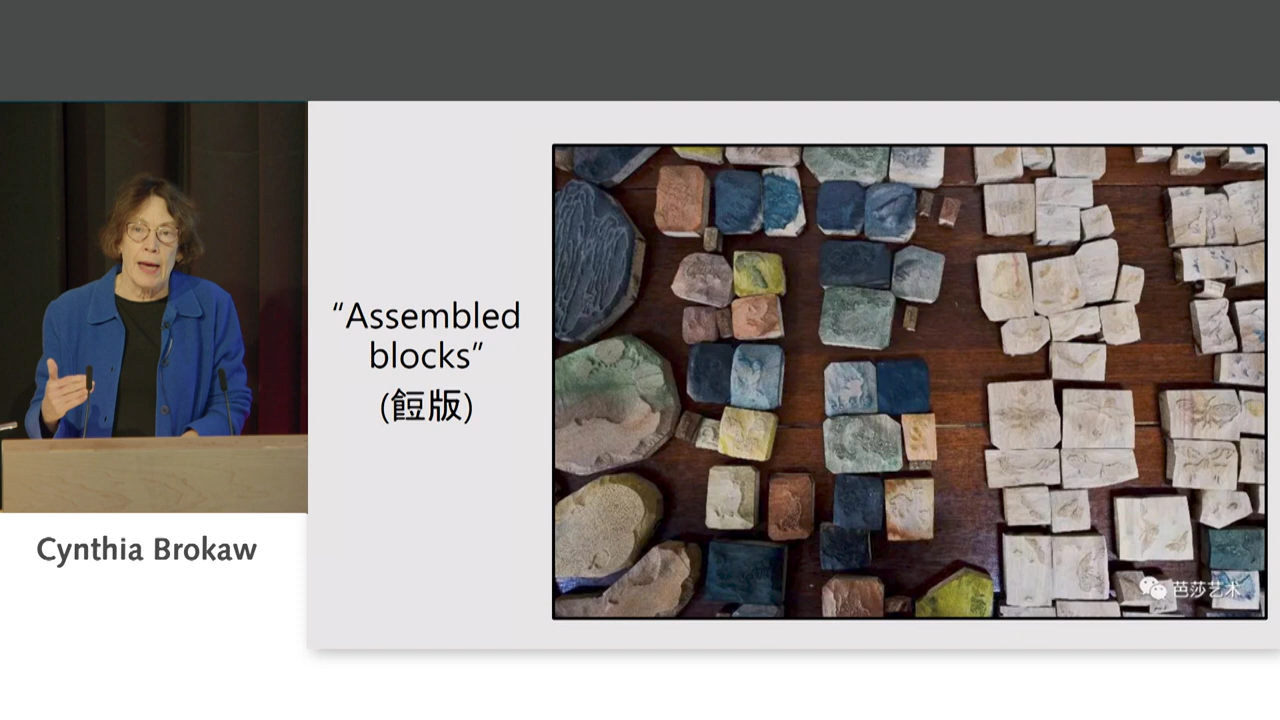 “Assembled
blocks”
(餖版)
芭莎艺术
Cynthia Brokaw